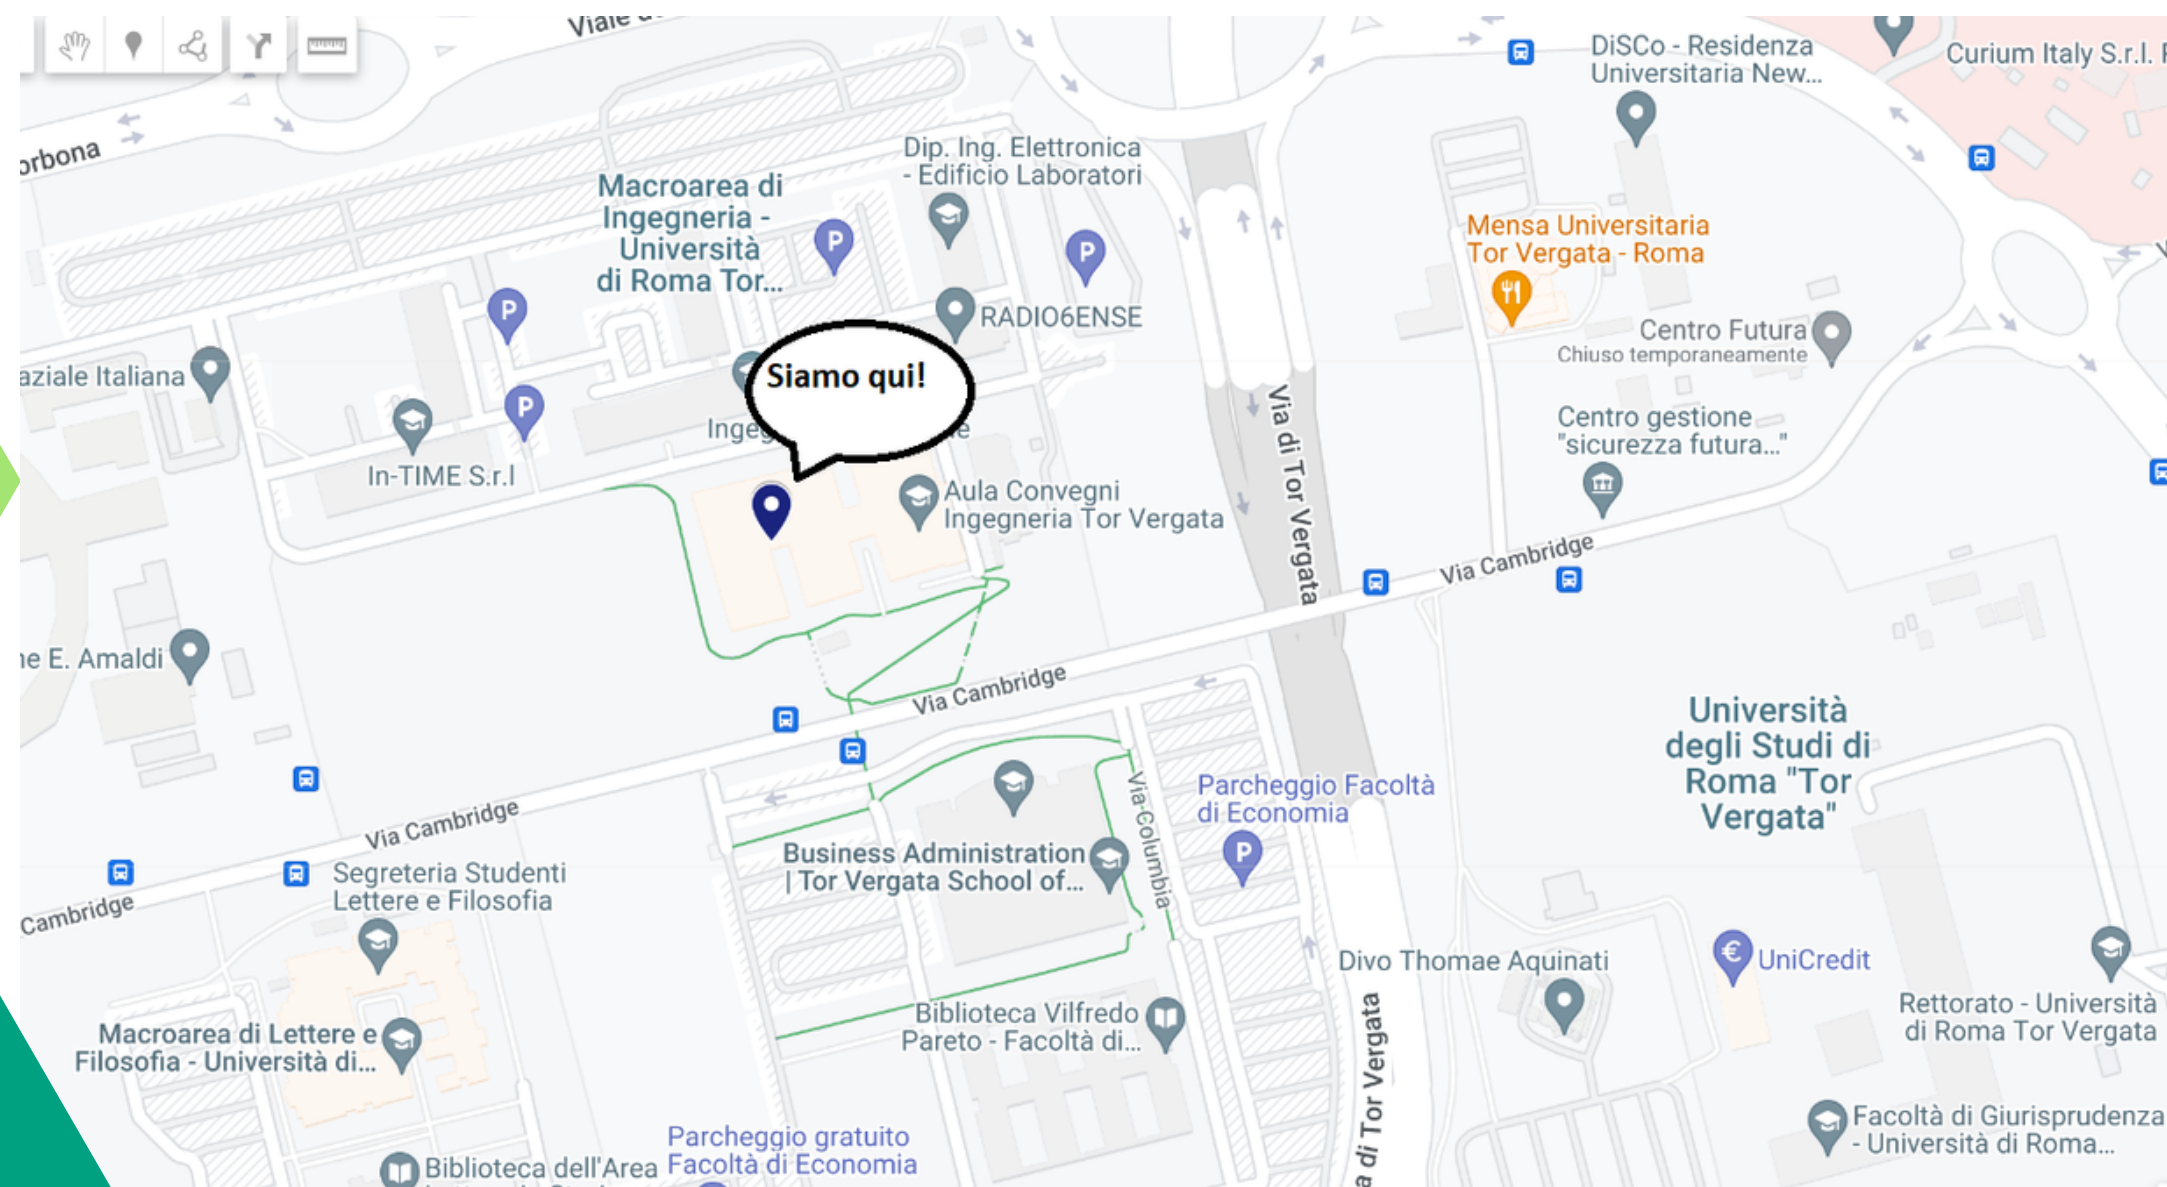 Viale
DiSCo - Residenza
Universitaria New...
Curium Italy S.r.l.
orbona
Dip. Ing. Elettronica
- Edificio Laboratori
Macroarea di
Ingegneria -
Università
di Roma Tor...
P
P
Mensa Universitaria
Tor Vergata - Roma
P
RADIO6ENSE
Centro Futura
Chiuso temporaneamente
aziale Italiana
Siamo qui!
P
Via di Tor Vergata
Centro gestione
"sicurezza futura..."
In-TIME S.r.l
Aula Convegni
Ingegneria Tor Vergata
Via Cambridge
ne E. Amaldi
Via Cambridge
Università
degli Studi di
Roma "Tor
Vergata"
Via Cambridge
Parcheggio Facoltà
di Economia
P
Via Columbia
Business Administration
| Tor Vergata School of...
Segreteria Studenti
Lettere e Filosofia
Cambridge
Divo Thomae Aquinati
€ UniCredit
Biblioteca Vilfredo
Pareto - Facoltà di...
Rettorato - Università
di Roma Tor Vergata
Macroarea di Lettere e
Filosofia - Università di...
a di Tor Vergata
Facoltà di Giurisprudenza
- Università di Roma...
Parcheggio gratuito
Facoltà di Economia
Biblioteca dell'Area